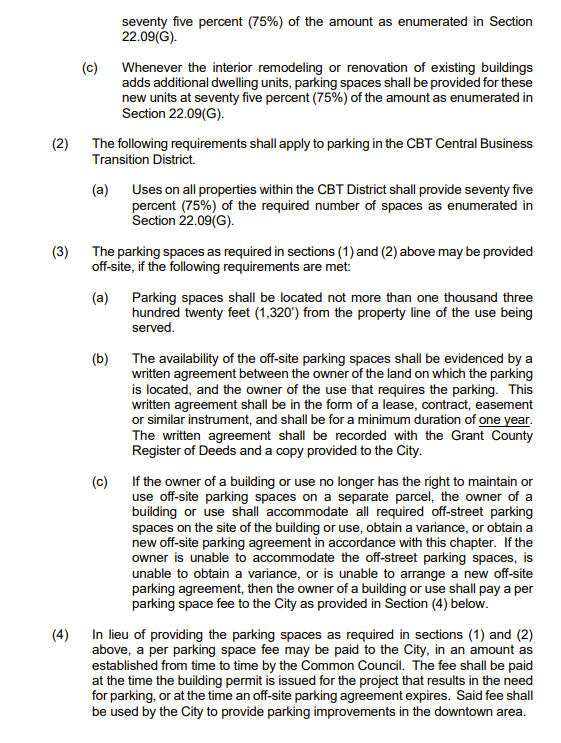 seventy five percent (75%) of the amount as enumerated in Section
22.09(G).
(c) Whenever the interior remodeling or renovation of existing buildings
adds additional dwelling units, parking spaces shall be provided for these
new units at seventy five percent (75%) of the amount as enumerated in
Section 22.09(G).
(2) The following requirements shall apply to parking in the CBT Central Business
Transition District.
(a) Uses on all properties within the CBT District shall provide seventy five
percent (75%) of the required number of spaces as enumerated in
Section 22.09(G).
(3) The parking spaces as required in sections (1) and (2) above may be provided
off-site, if the following requirements are met:
(a) Parking spaces shall be located not more than one thousand three
hundred twenty feet (1,320') from the property line of the use being
served.
(b) The availability of the off-site parking spaces shall be evidenced by a
written agreement between the owner of the land on which the parking
is located, and the owner of the use that requires the parking. This
written agreement shall be in the form of a lease, contract, easement
or similar instrument, and shall be for a minimum duration of one year.
The written agreement shall be recorded with the Grant County
Register of Deeds and a copy provided to the City.
(c) If the owner of a building or use no longer has the right to maintain or
use off-site parking spaces on a separate parcel, the owner of a
building or use shall accommodate all required off-street parking
spaces on the site of the building or use, obtain a variance, or obtain a
new off-site parking agreement in accordance with this chapter. If the
owner is unable to accommodate the off-street parking spaces, is
unable to obtain a variance, or is unable to arrange a new off-site
parking agreement, then the owner of a building or use shall pay a per
parking space fee to the City as provided in Section (4) below.
(4) In lieu of providing the parking spaces as required in sections (1) and (2)
above, a per parking space fee may be paid to the City, in an amount as
established from time to time by the Common Council. The fee shall be paid
at the time the building permit is issued for the project that results in the need
for parking, or at the time an off-site parking agreement expires. Said fee shall
be used by the City to provide parking improvements in the downtown area.